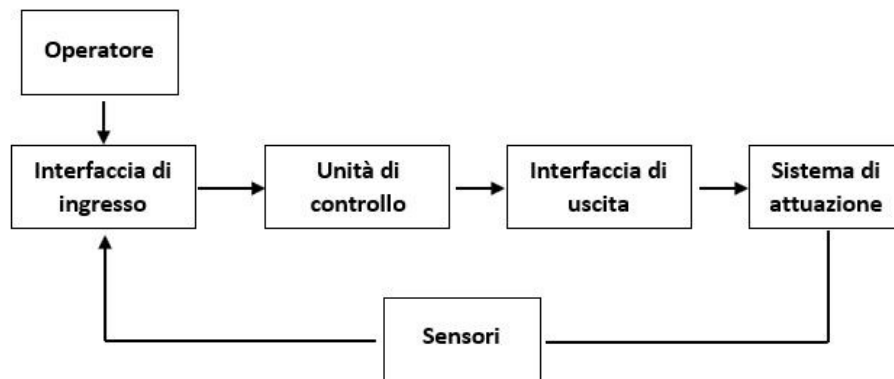 Operatore
Interfaccia di
ingresso
Unità di
controllo
Interfaccia di
uscita
Sistema di
attuazione
Sensori